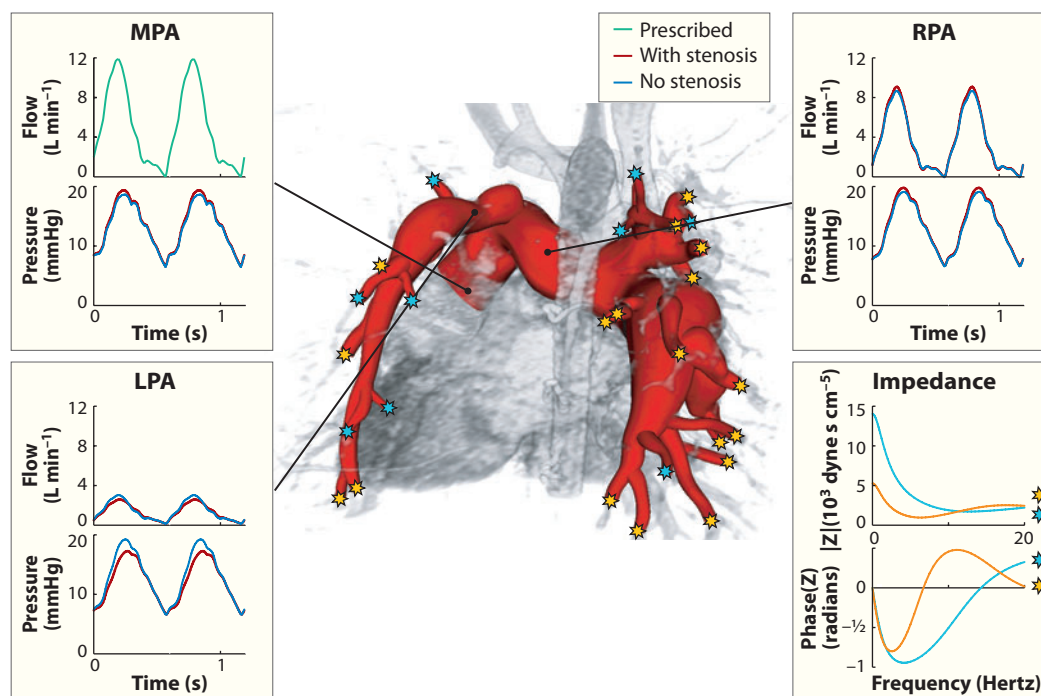 MPA
Flow
(L min⁻¹)
12
8
4
0
Pressure
(mmHg)
20
10
0
0
1
Time (s)
Prescribed
With stenosis
No stenosis
RPA
Flow
(L min⁻¹)
12
8
4
0
Pressure
(mmHg)
20
10
0
0
1
Time (s)
LPA
Flow
(L min⁻¹)
12
8
4
0
Pressure
(mmHg)
20
10
0
0
1
Time (s)
Impedance
|Z|(10³ dyne s cm⁻⁵)
15
10
5
0
0
20
Phase(Z)
(radians)
0
−½
−1
Frequency (Hertz)